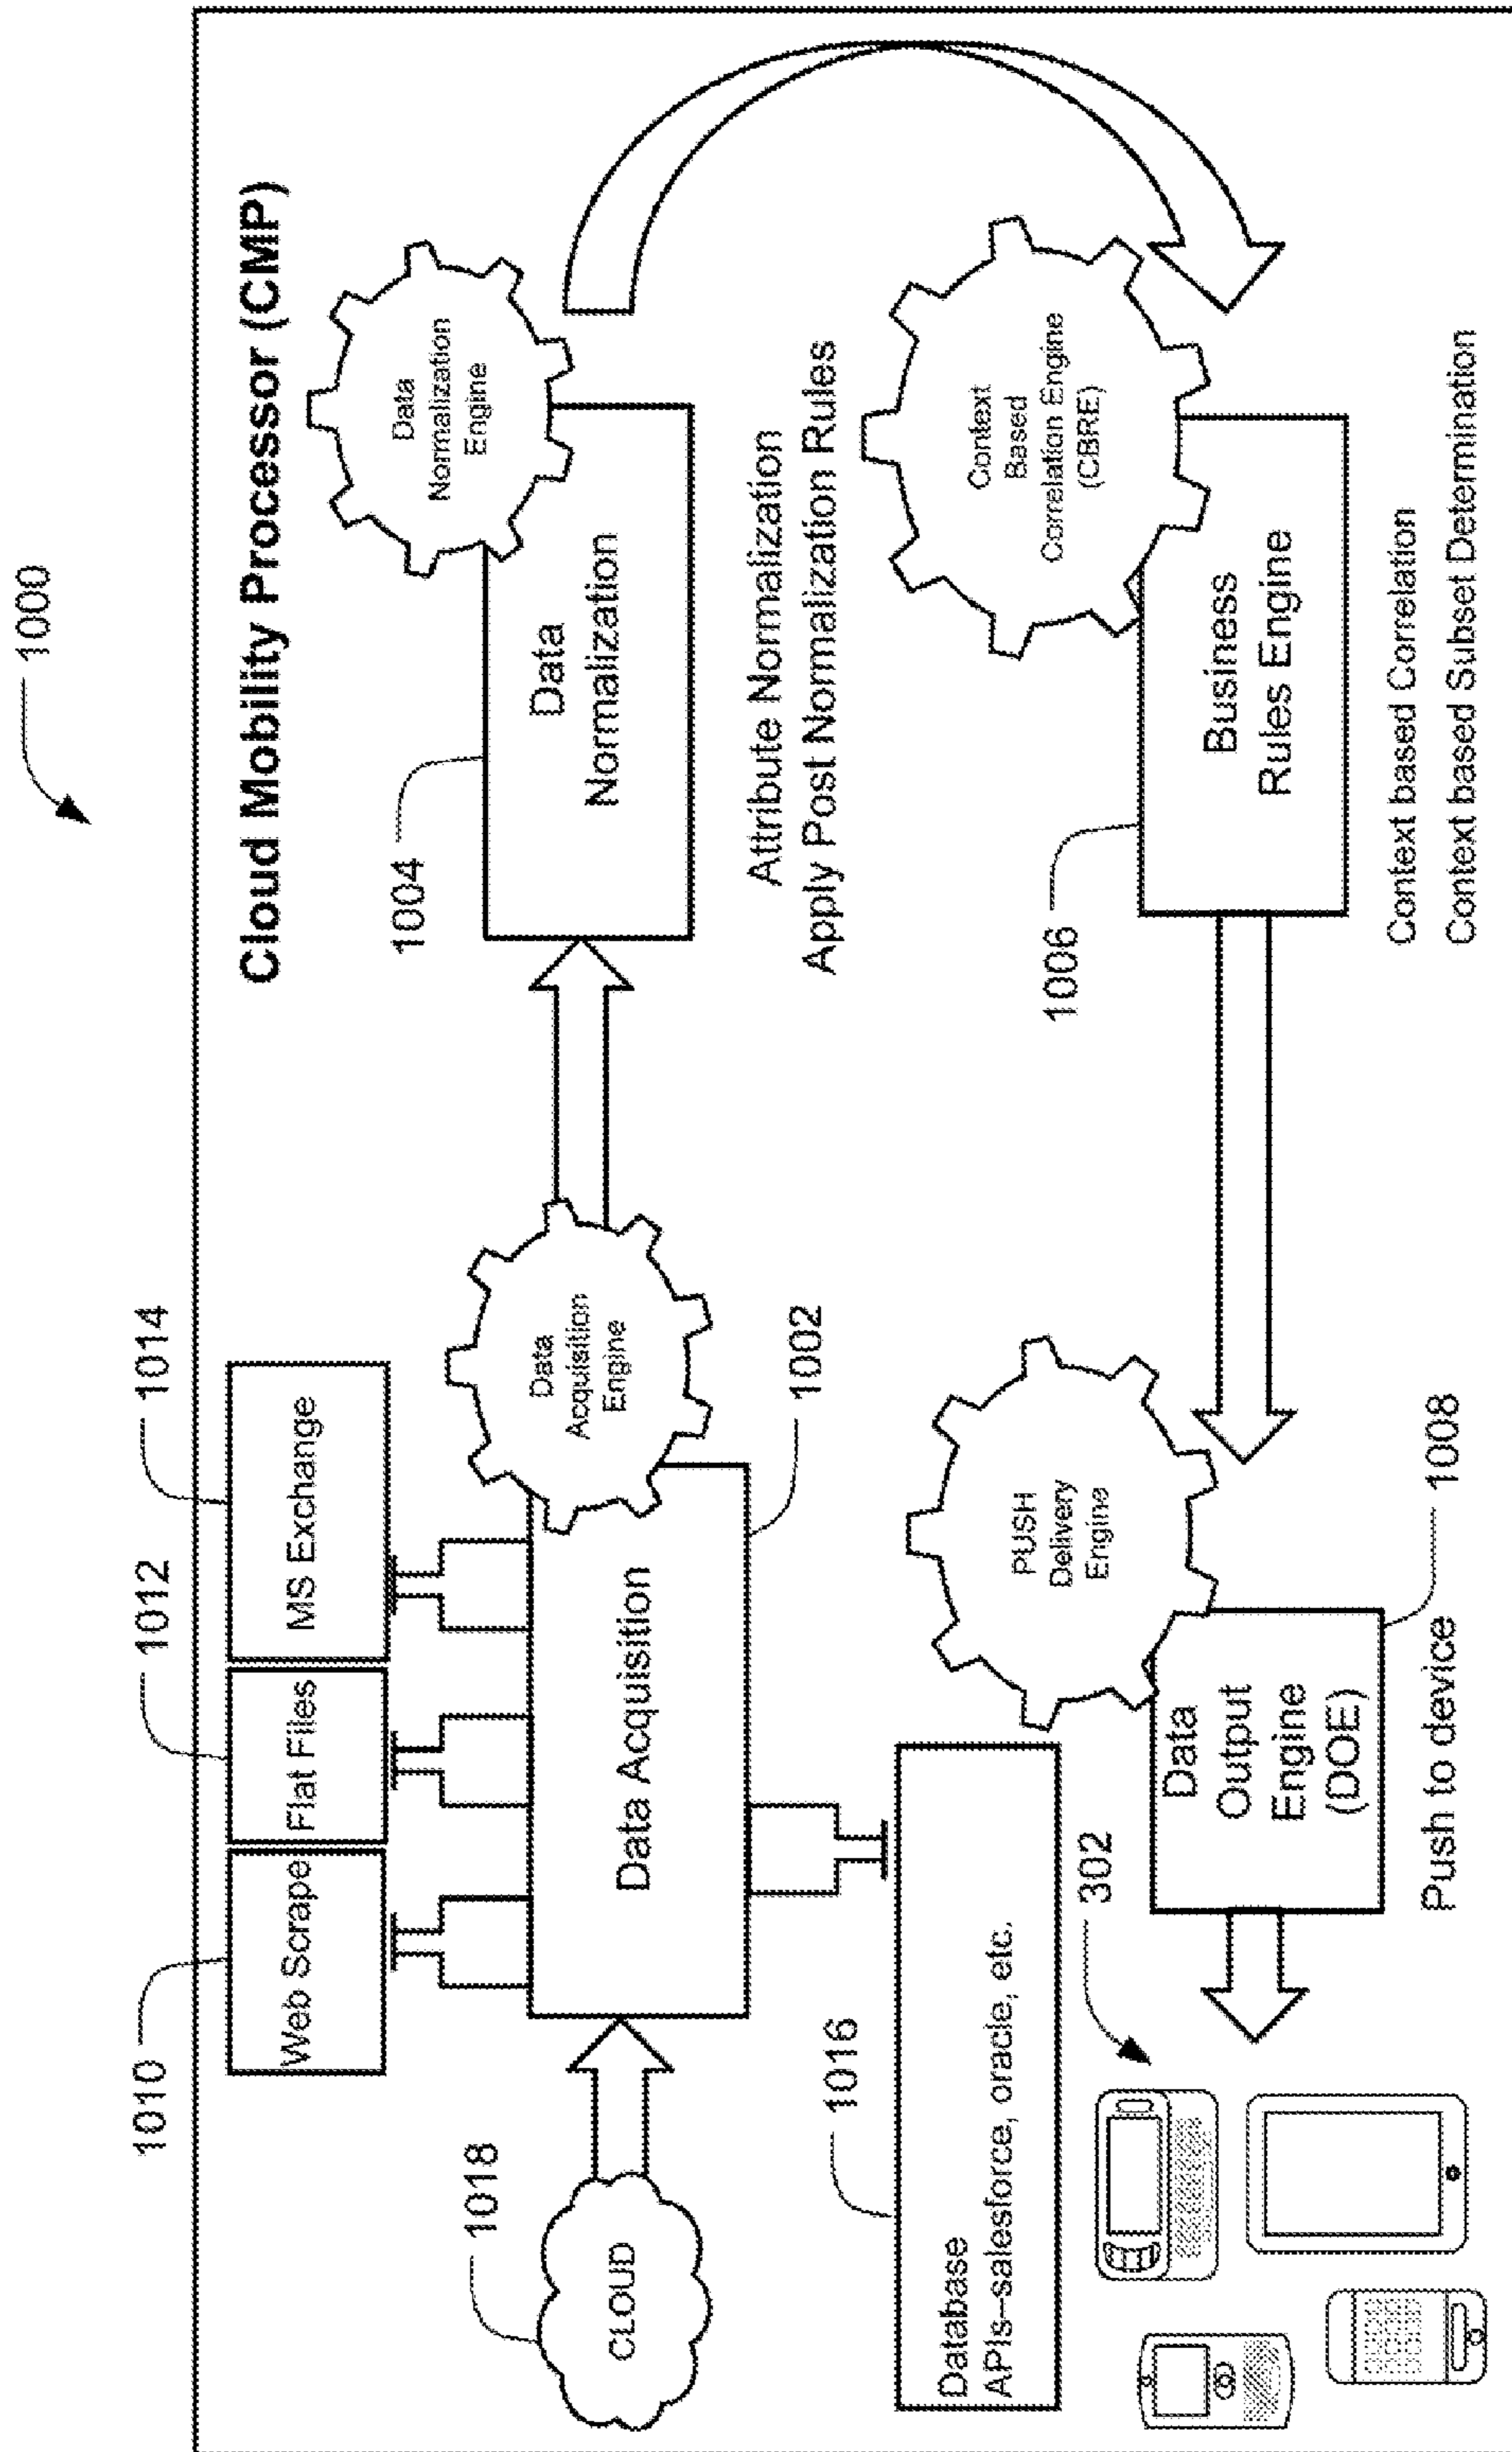 1000
Cloud Mobility Processor (CMP)
1010
1012
1014
Web Scrape
Flat Files
MS Exchange
1018
CLOUD
Data Acquisition
1002
Data
Acquisition
Engine
1004
Data
Normalization
Data
Normalization
Engine
Attribute Normalization
Apply Post Normalization Rules
1016
Database
APIs–salesforce, oracle, etc.
302
Data
Output
Engine
(DOE)
PUSH
Delivery
Engine
1008
Push to device
1006
Business
Rules Engine
Context
Based
Correlation Engine
(CBRE)
Context based Correlation
Context based Subset Determination